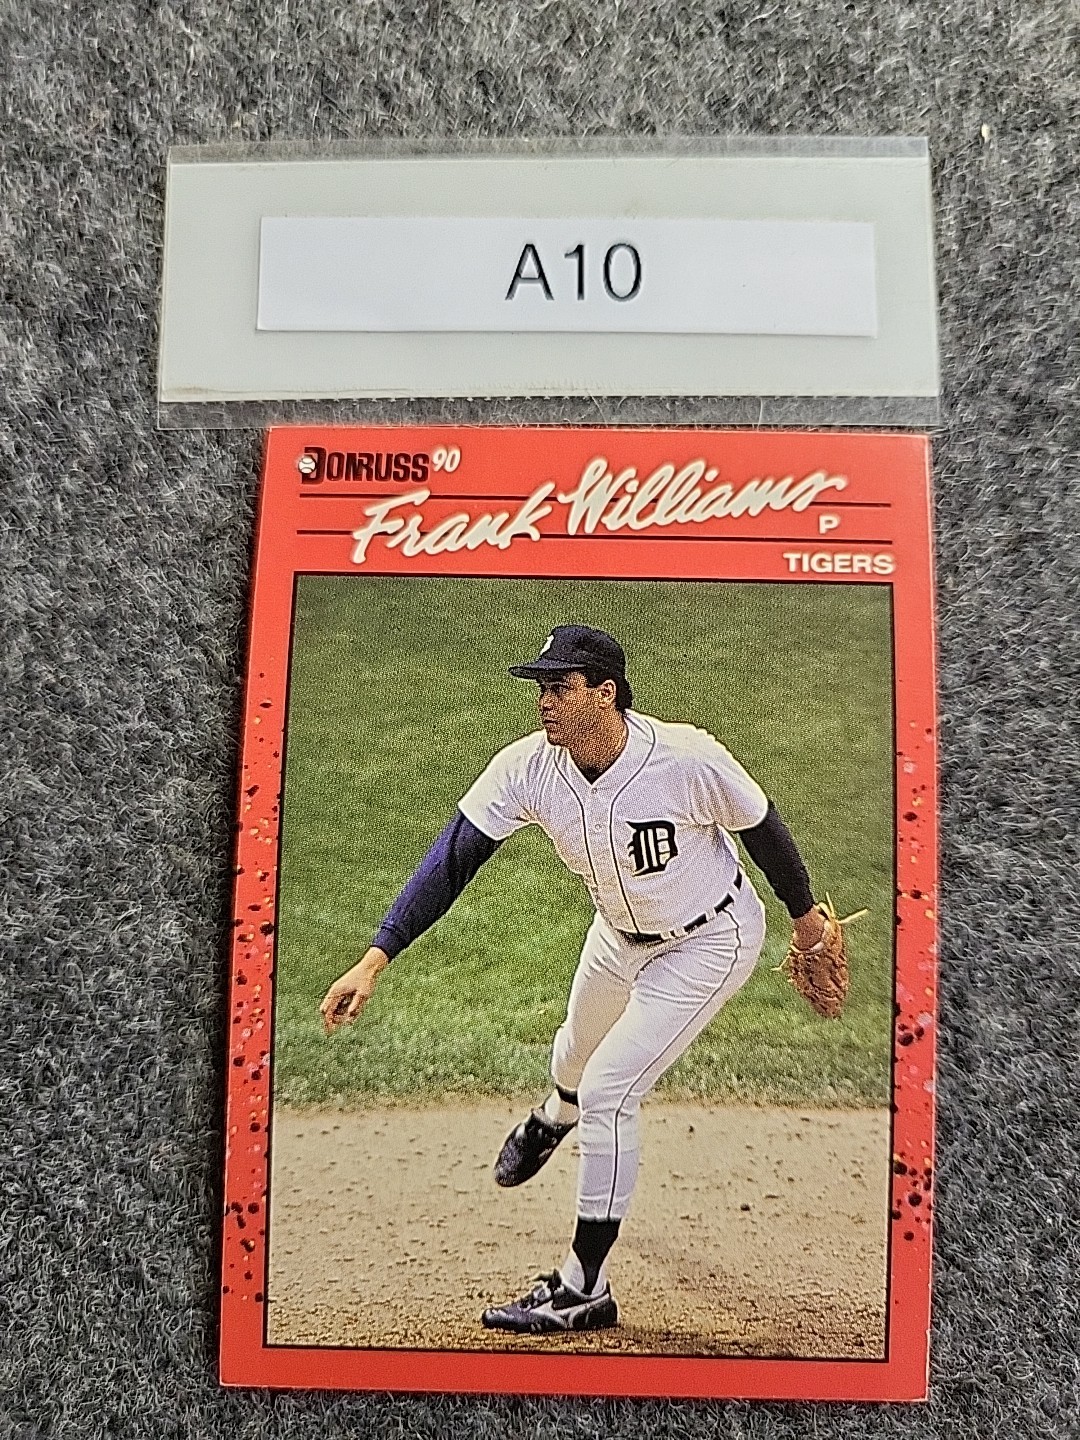 A10
DONRUSS 90
Frank Williams
P
TIGERS
D